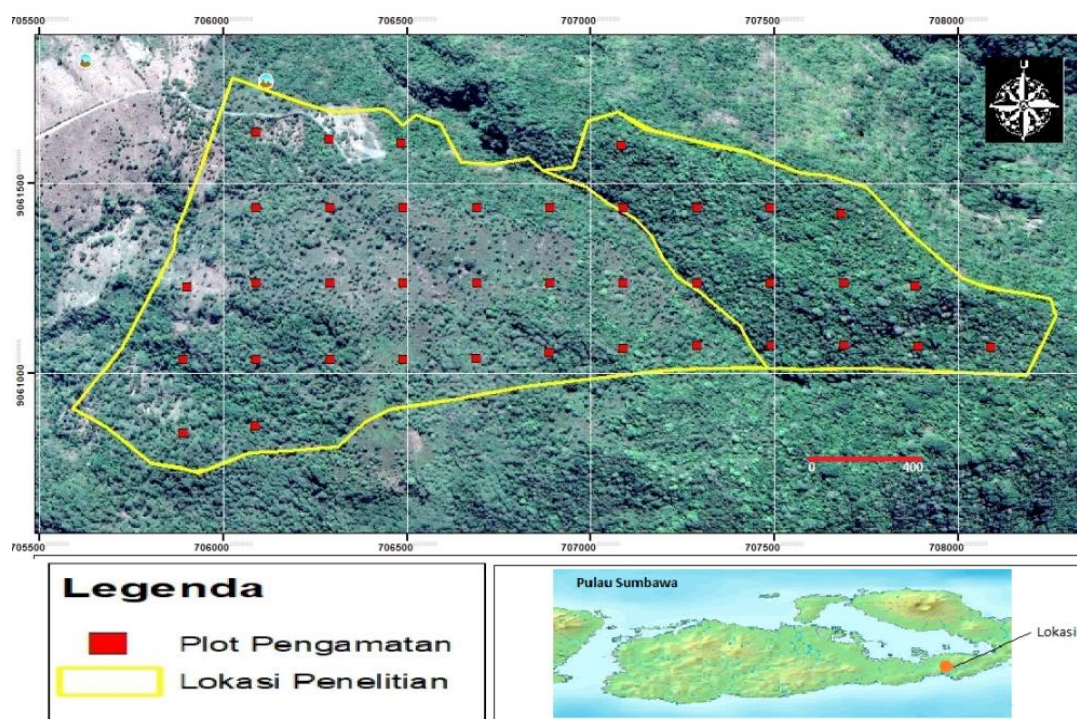 705500 706000 706500 707000 707500 708000
U
9061500
9061000
0 400
705500 706000 706500 707000 707500 708000
Legenda
Plot Pengamatan
Lokasi Penelitian
Pulau Sumbawa
Lokasi